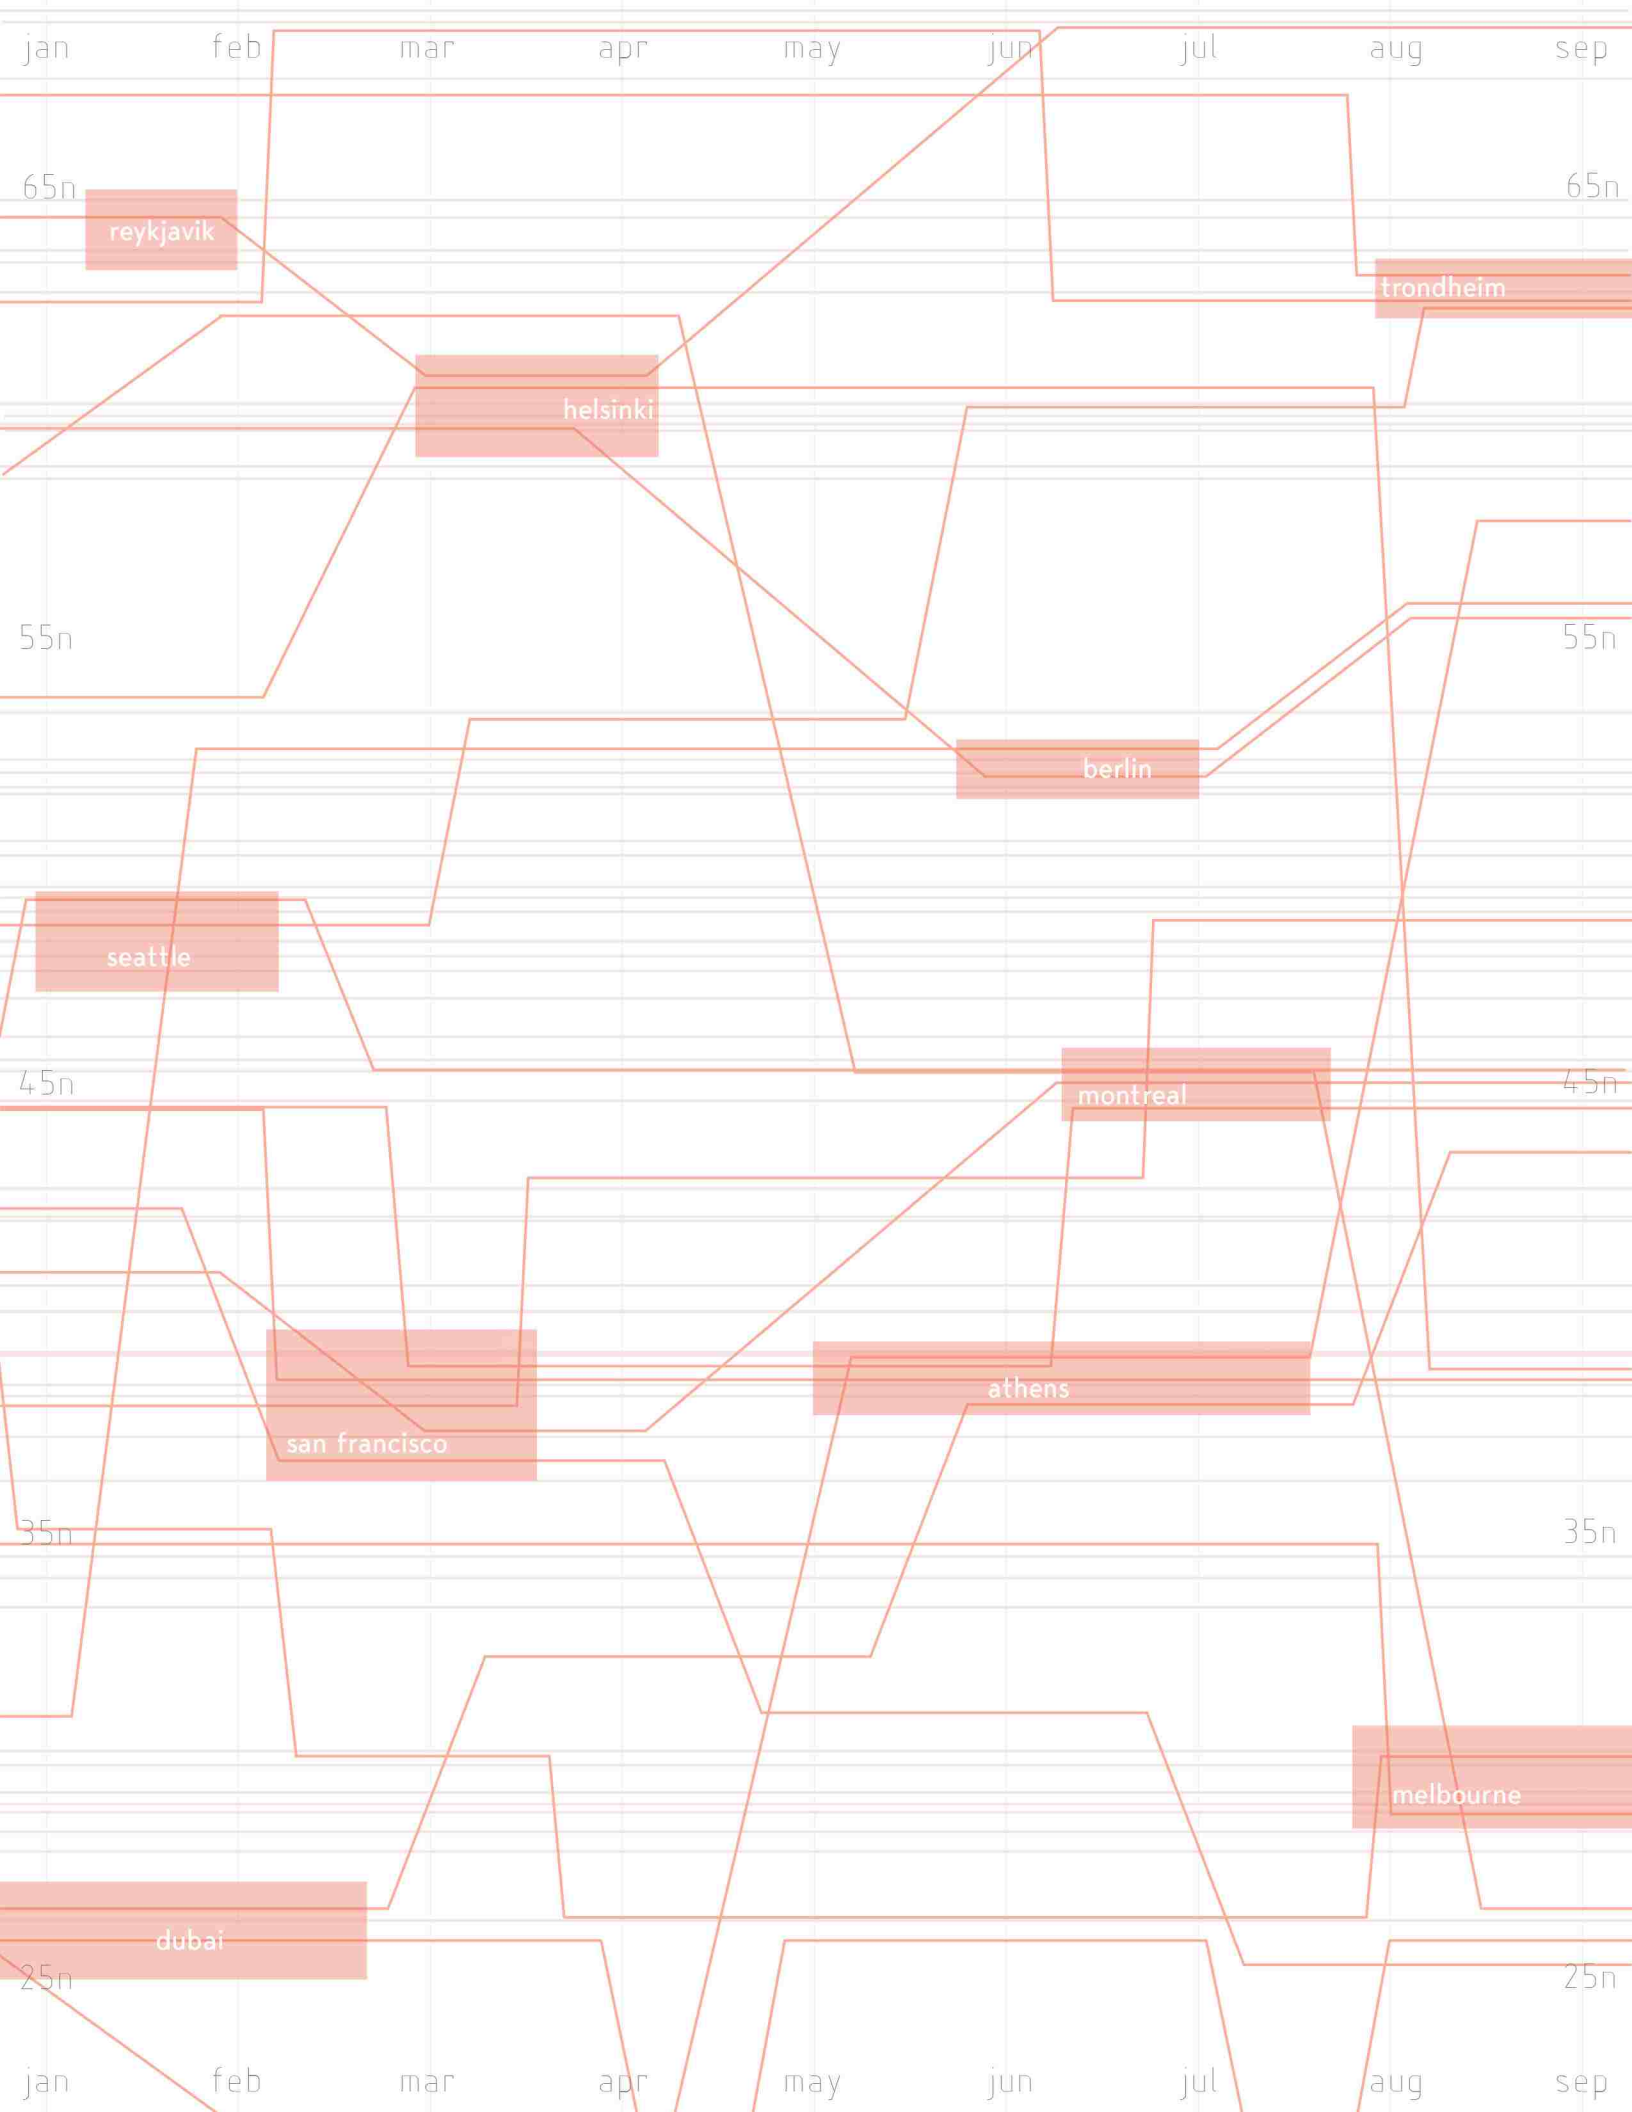 jan feb mar apr may jun jul aug sep
65n 65n
reykjavik
trondheim
helsinki
55n 55n
berlin
seattle
45n 45n
montreal
athens
san francisco
35n 35n
melbourne
dubai
25n 25n
jan feb mar apr may jun jul aug sep